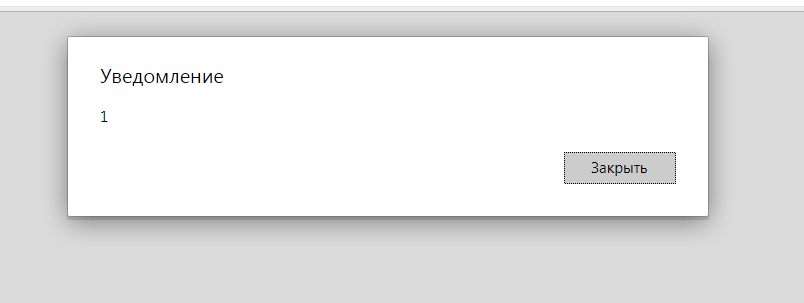 Уведомление
1
Закрыть